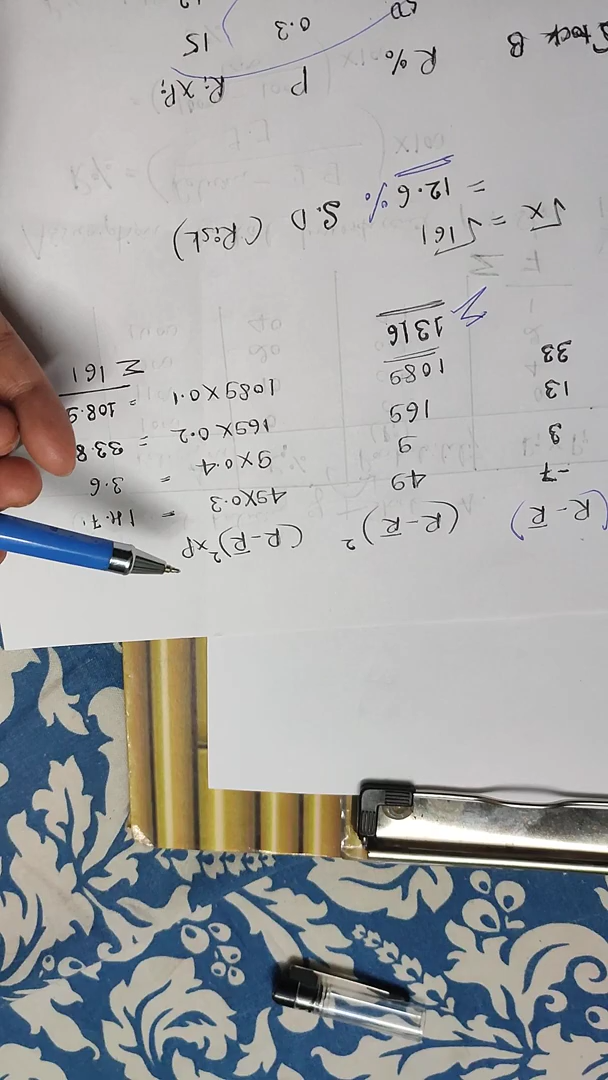 (R-R̄) (R-R̄)² (R-R̄)²×P
-7 49 49×0.3 = 14.7
3 9 9×0.4 = 3.6
13 169 169×0.2 = 33.8
33 1089 1089×0.1 = 108.9
1316 Σ 161
√x = √161
= 12.6% S.D (Risk)
Stock B R% P Ri×Pi
0.3 15